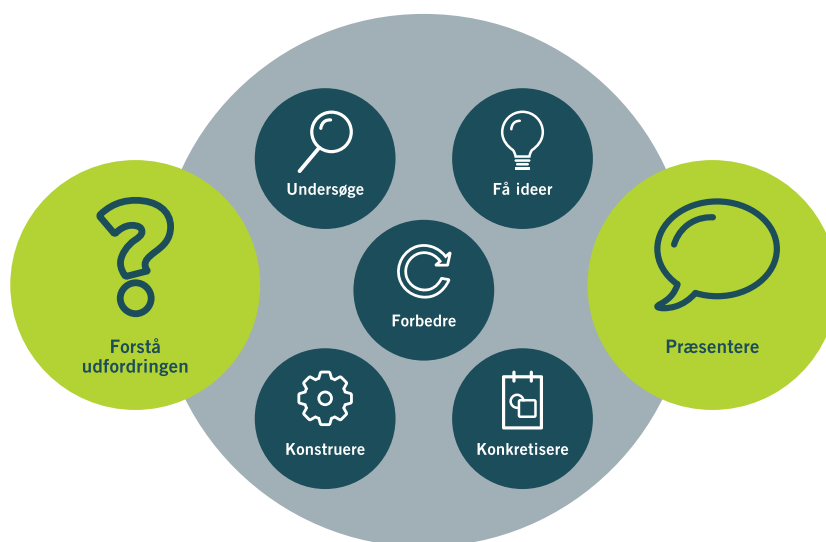 Undersøge
Få ideer
Forbedre
Forstå
udfordringen
Præsentere
Konstruere
Konkretisere